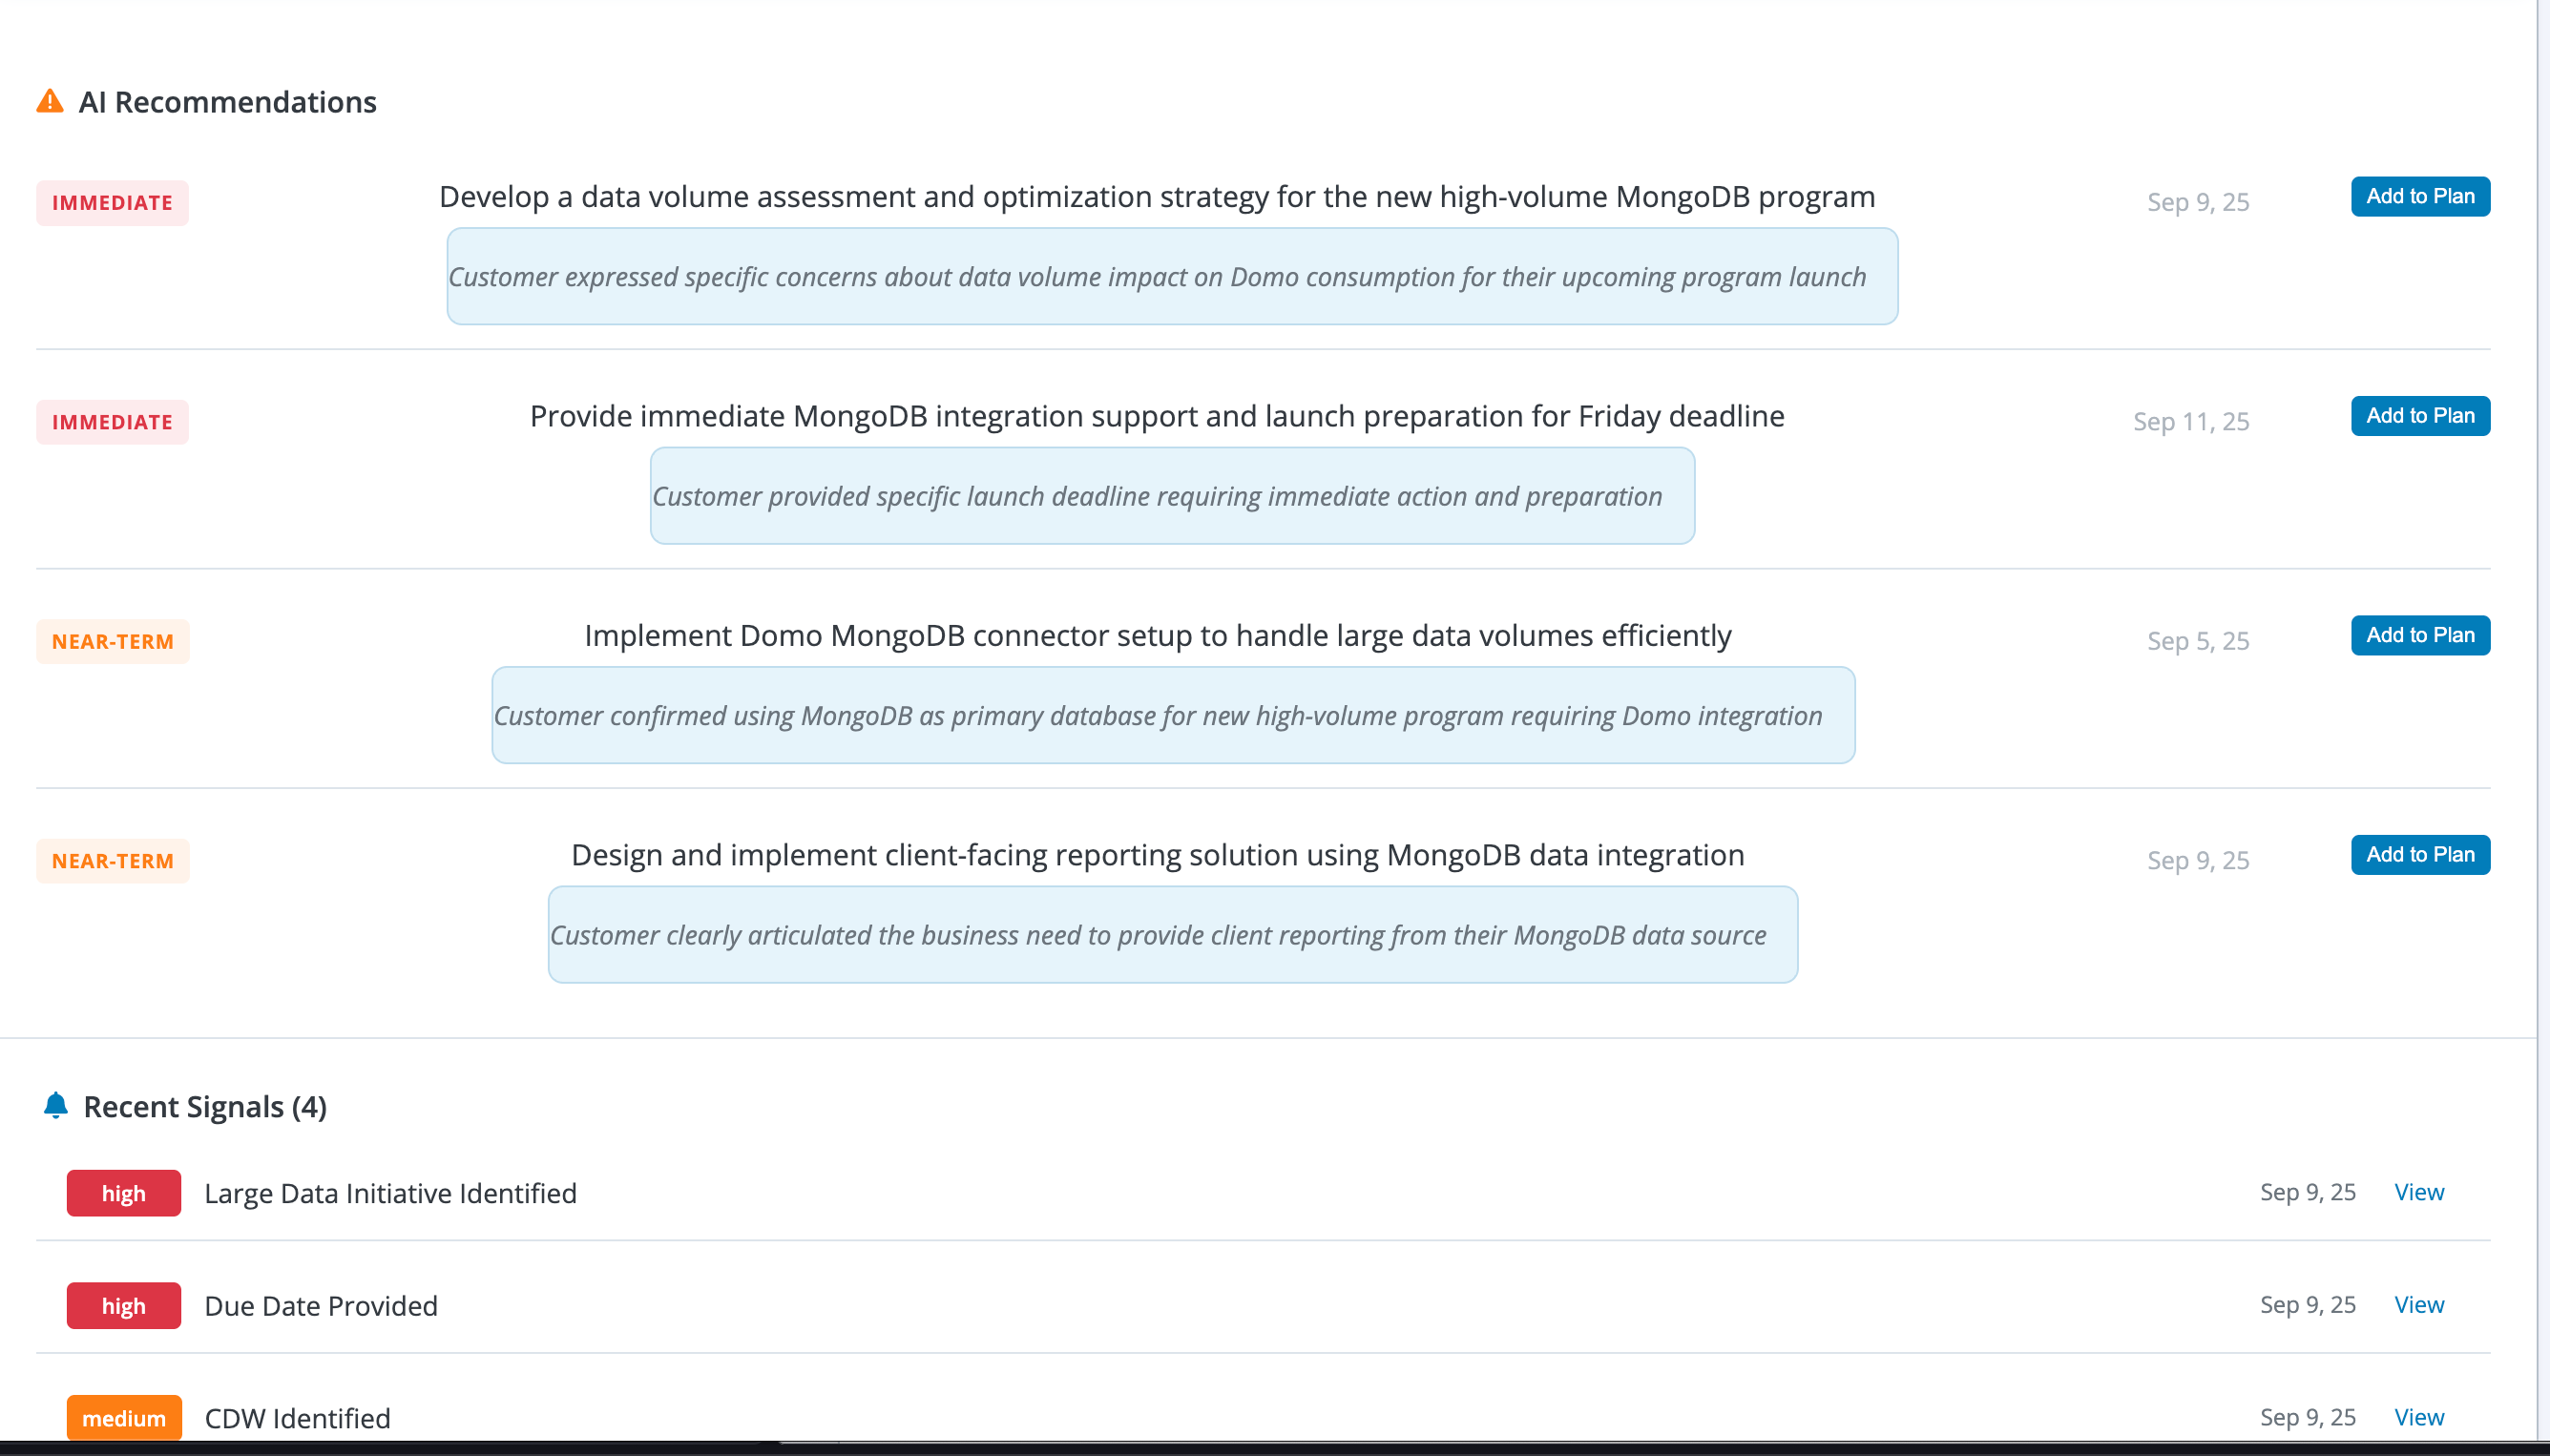 AI Recommendations
IMMEDIATE
Develop a data volume assessment and optimization strategy for the new high-volume MongoDB program
Sep 9, 25
Add to Plan
Customer expressed specific concerns about data volume impact on Domo consumption for their upcoming program launch
IMMEDIATE
Provide immediate MongoDB integration support and launch preparation for Friday deadline
Sep 11, 25
Add to Plan
Customer provided specific launch deadline requiring immediate action and preparation
NEAR-TERM
Implement Domo MongoDB connector setup to handle large data volumes efficiently
Sep 5, 25
Add to Plan
Customer confirmed using MongoDB as primary database for new high-volume program requiring Domo integration
NEAR-TERM
Design and implement client-facing reporting solution using MongoDB data integration
Sep 9, 25
Add to Plan
Customer clearly articulated the business need to provide client reporting from their MongoDB data source
Recent Signals (4)
high
Large Data Initiative Identified
Sep 9, 25
View
high
Due Date Provided
Sep 9, 25
View
medium
CDW Identified
Sep 9, 25
View